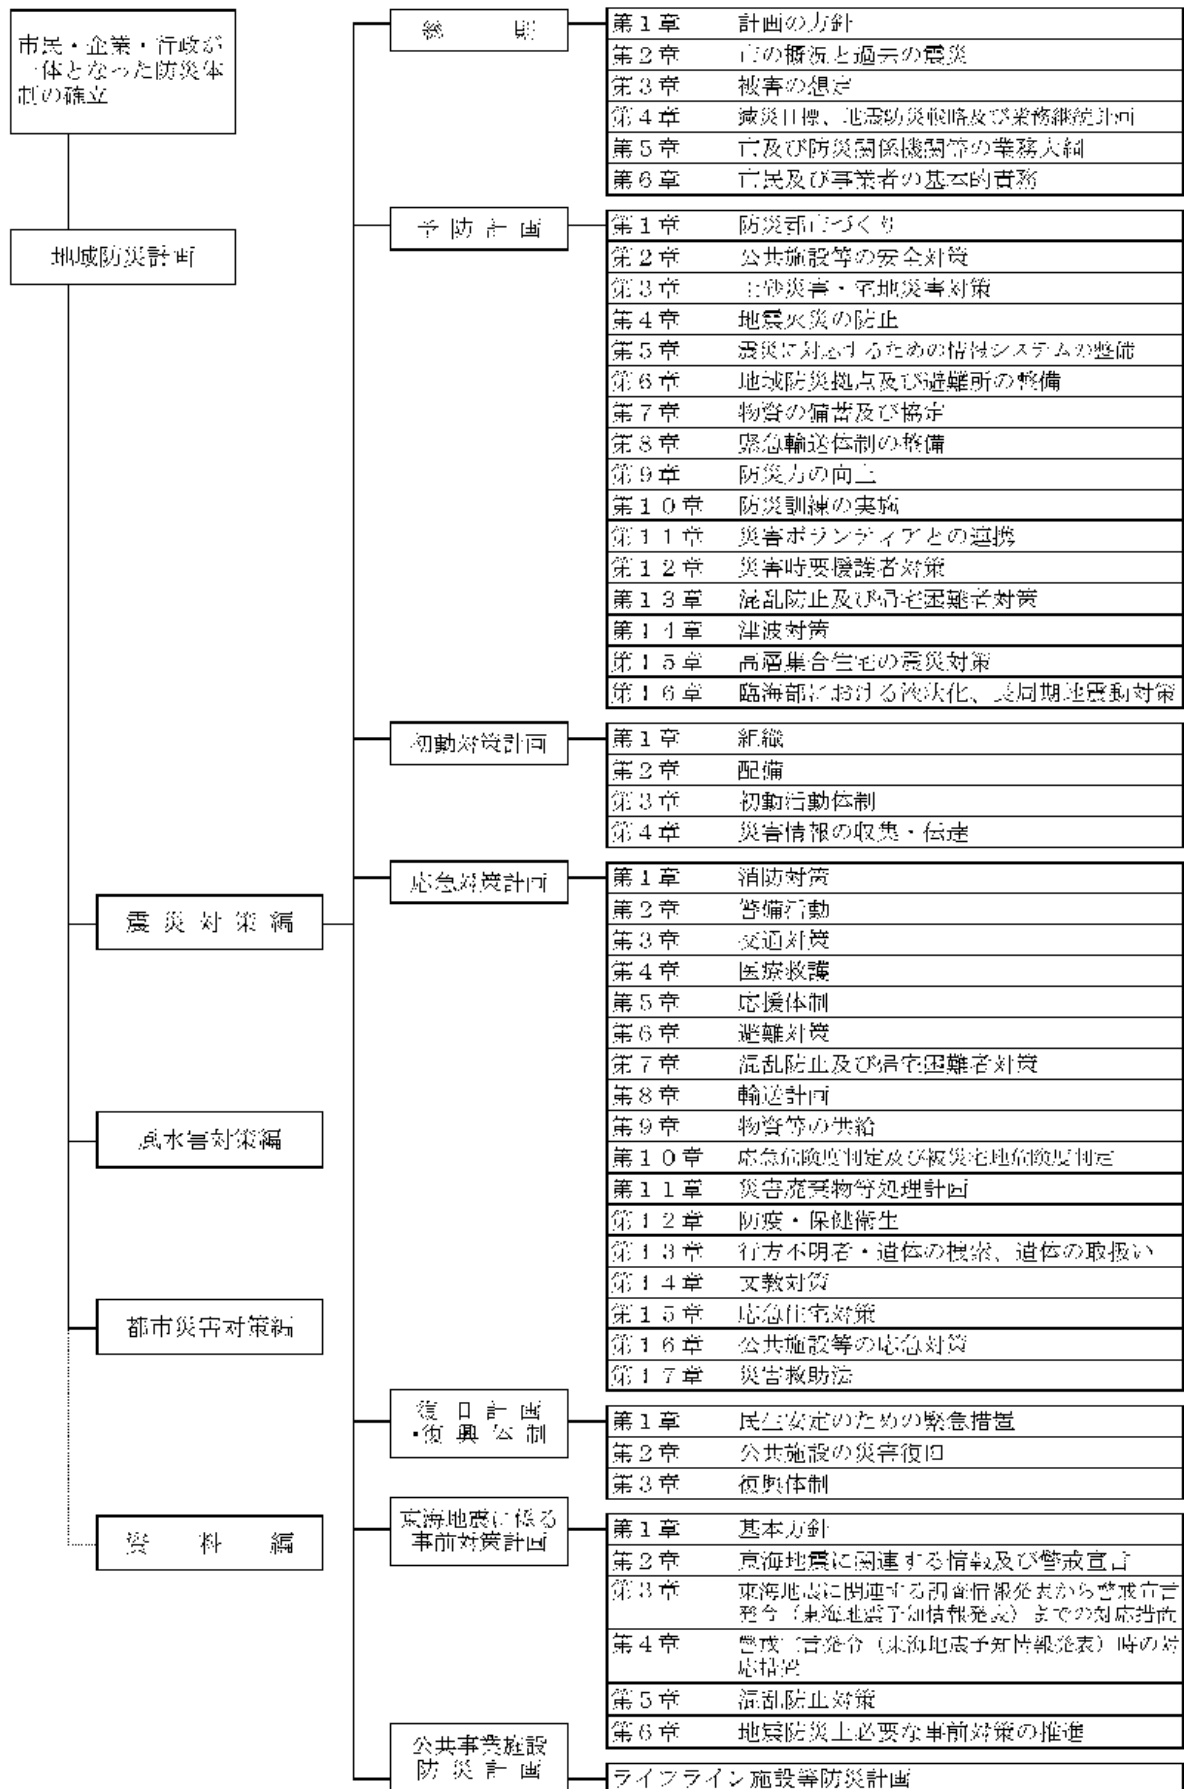 市民・企業・行政が
一体となった防災体
制の確立
地域防災計画
震災対策編
風水害対策編
都市災害対策編
資料編
総則
第1章 計画の方針
第2章 市の概況と過去の震災
第3章 被害の想定
第4章 減災目標、地震防災戦略及び業務継続計画
第5章 市及び防災関係機関等の業務大綱
第6章 市民及び事業者の基本的責務
予防計画
第1章 防災都市づくり
第2章 公共施設等の安全対策
第3章 土砂災害・宅地災害対策
第4章 地震火災の防止
第5章 震災に対応するための情報システムの整備
第6章 地域防災拠点及び避難所の整備
第7章 物資の備蓄及び協定
第8章 緊急輸送体制の整備
第9章 防災力の向上
第10章 防災訓練の実施
第11章 災害ボランティアとの連携
第12章 災害時要援護者対策
第13章 混乱防止及び帰宅困難者対策
第14章 津波対策
第15章 高層集合住宅の震災対策
第16章 臨海部における液状化、長周期地震動対策
初動対策計画
第1章 組織
第2章 配備
第3章 初動活動体制
第4章 災害情報の収集・伝達
応急対策計画
第1章 消防対策
第2章 警備活動
第3章 交通対策
第4章 医療救護
第5章 応援体制
第6章 避難対策
第7章 混乱防止及び帰宅困難者対策
第8章 輸送計画
第9章 物資等の供給
第10章 応急危険度判定及び被災宅地危険度判定
第11章 災害廃棄物等処理計画
第12章 防疫・保健衛生
第13章 行方不明者・遺体の捜索、遺体の取扱い
第14章 文教対策
第15章 応急住宅対策
第16章 公共施設等の応急対策
第17章 災害救助法
復旧計画
・復興体制
第1章 民生安定のための緊急措置
第2章 公共施設の災害復旧
第3章 復興体制
東海地震に係る
事前対策計画
第1章 基本方針
第2章 東海地震に関連する情報及び警戒宣言
第3章 東海地震に関連する調査情報発表から警戒宣言
発令（東海地震予知情報発表）までの対応措置
第4章 警戒宣言発令（東海地震予知情報発表）時の対
応措置
第5章 混乱防止対策
第6章 地震防災上必要な事前対策の推進
公共事業施設
防災計画
ライフライン施設等防災計画